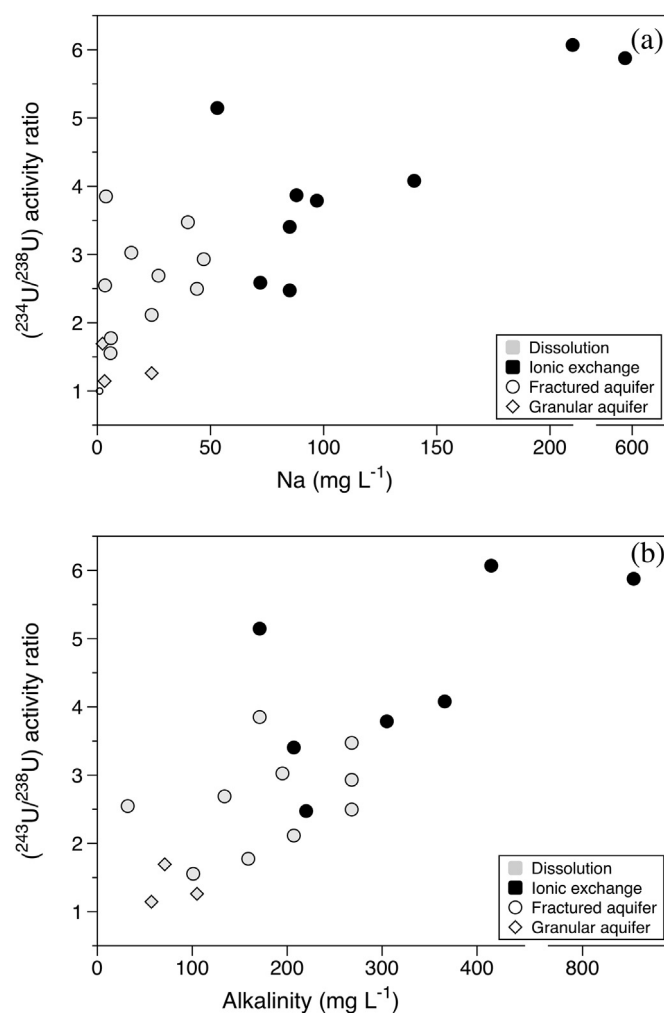 (a)
6
5
4
3
2
1
(²³⁴U/²³⁸U) activity ratio
0 50 100 150 200 600
Na (mg L⁻¹)
Dissolution
Ionic exchange
Fractured aquifer
Granular aquifer
(b)
6
5
4
3
2
1
(²⁴³U/²³⁸U) activity ratio
0 100 200 300 400 800
Alkalinity (mg L⁻¹)
Dissolution
Ionic exchange
Fractured aquifer
Granular aquifer